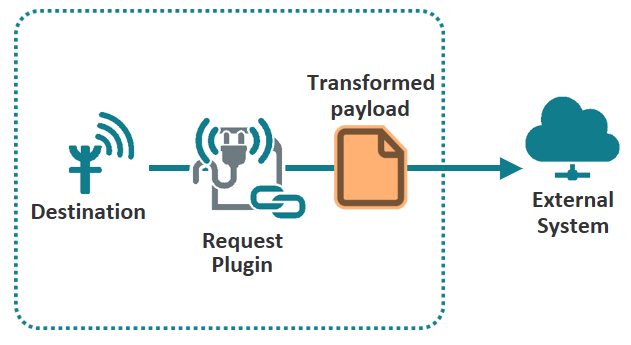 Destination
Request
Plugin
Transformed
payload
External
System